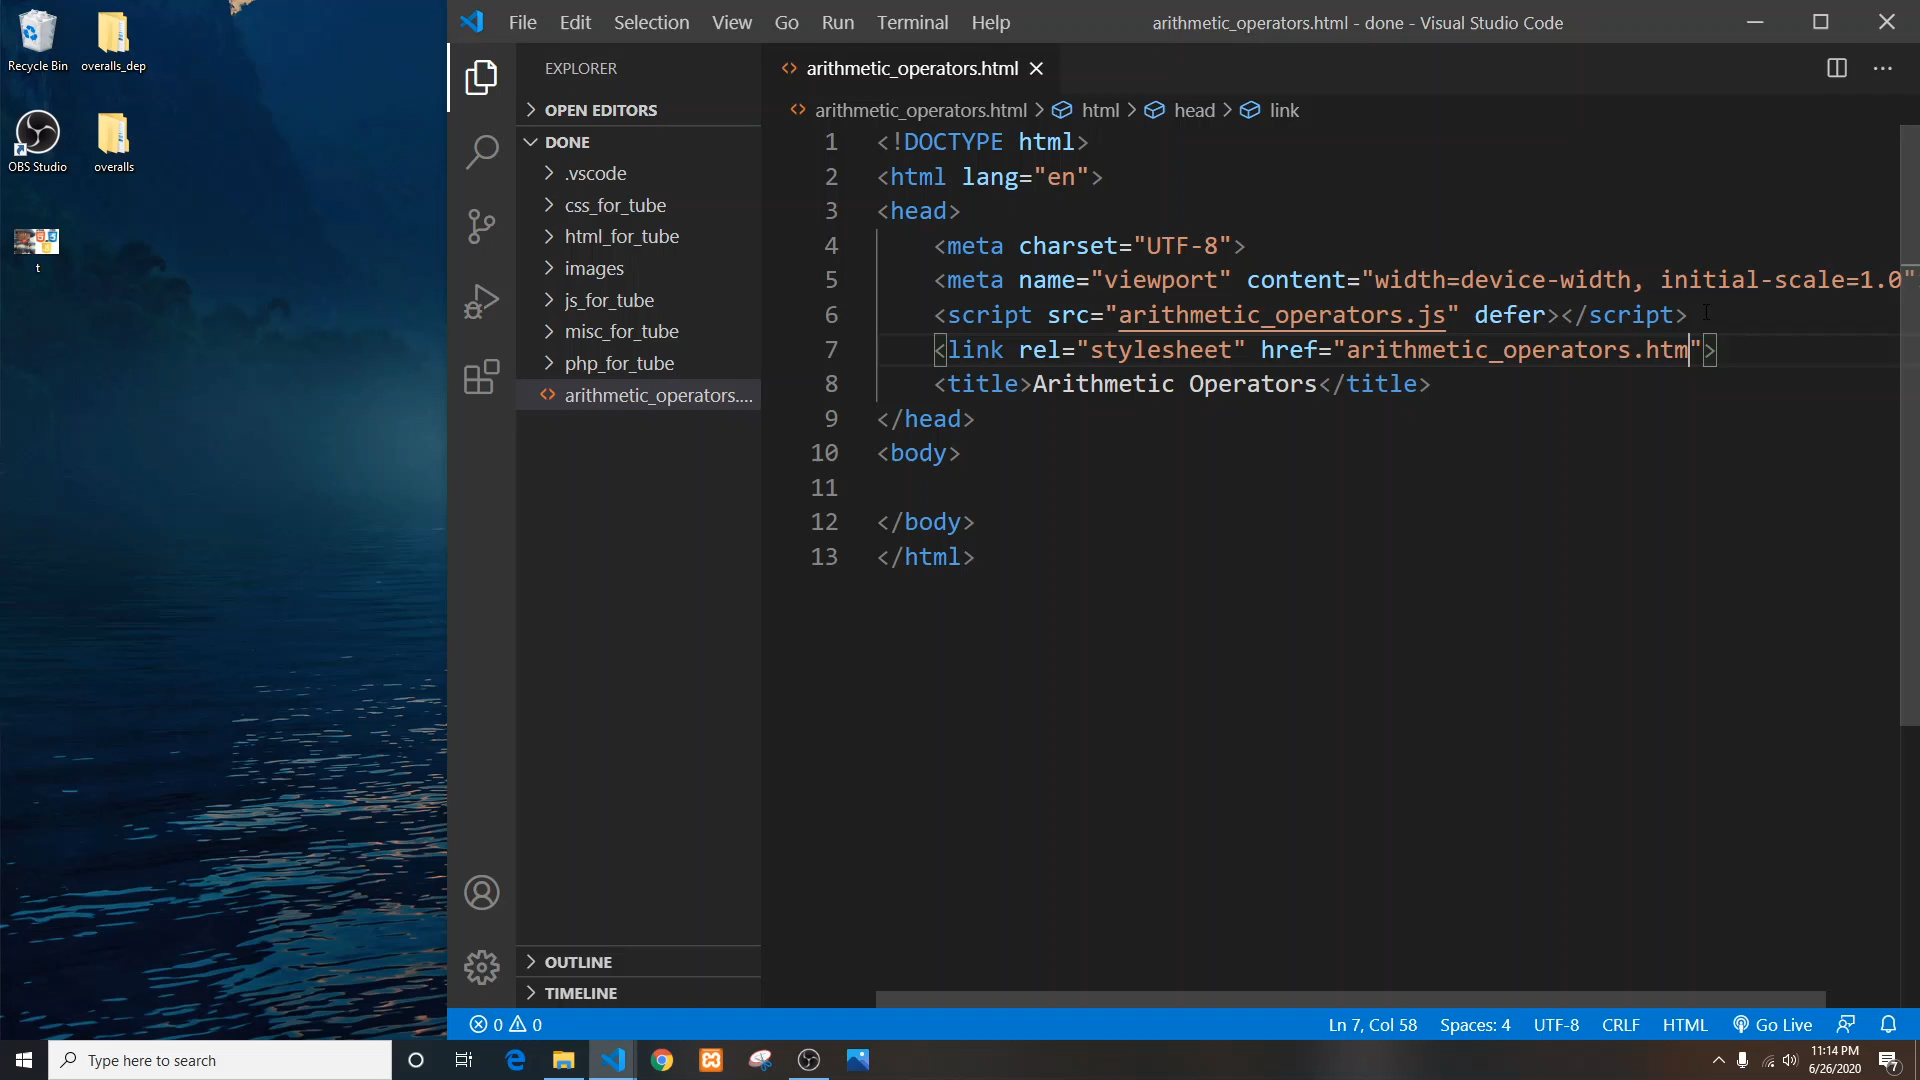 Recycle Bin
overalls_dep
OBS Studio
overalls
t
File Edit Selection View Go Run Terminal Help
arithmetic_operators.html - done - Visual Studio Code
EXPLORER
OPEN EDITORS
DONE
.vscode
css_for_tube
html_for_tube
images
js_for_tube
misc_for_tube
php_for_tube
arithmetic_operators....
OUTLINE
TIMELINE
arithmetic_operators.html
arithmetic_operators.html > html > head > link
1 <!DOCTYPE html>
2 <html lang="en">
3 <head>
4 <meta charset="UTF-8">
5 <meta name="viewport" content="width=device-width, initial-scale=1.0"
6 <script src="arithmetic_operators.js" defer></script>
7 <link rel="stylesheet" href="arithmetic_operators.htm">
8 <title>Arithmetic Operators</title>
9 </head>
10 <body>
11
12 </body>
13 </html>
0 0
Ln 7, Col 58 Spaces: 4 UTF-8 CRLF HTML Go Live
Type here to search
11:14 PM
6/26/2020
7